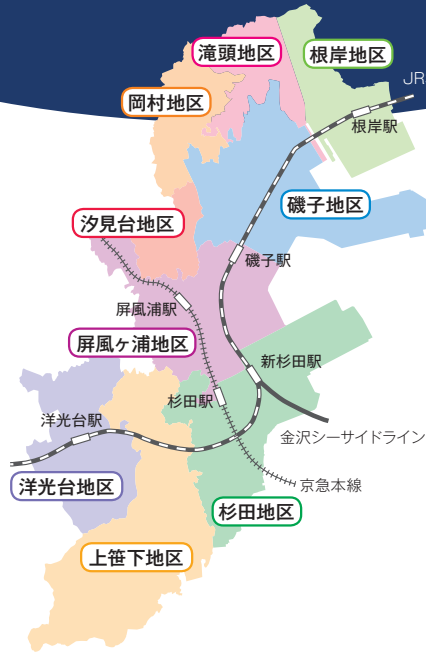 滝頭地区
根岸地区
JR
岡村地区
根岸駅
磯子地区
汐見台地区
磯子駅
屏風浦駅
屏風ヶ浦地区
新杉田駅
杉田駅
洋光台駅
金沢シーサイドライン
洋光台地区
京急本線
杉田地区
上笹下地区